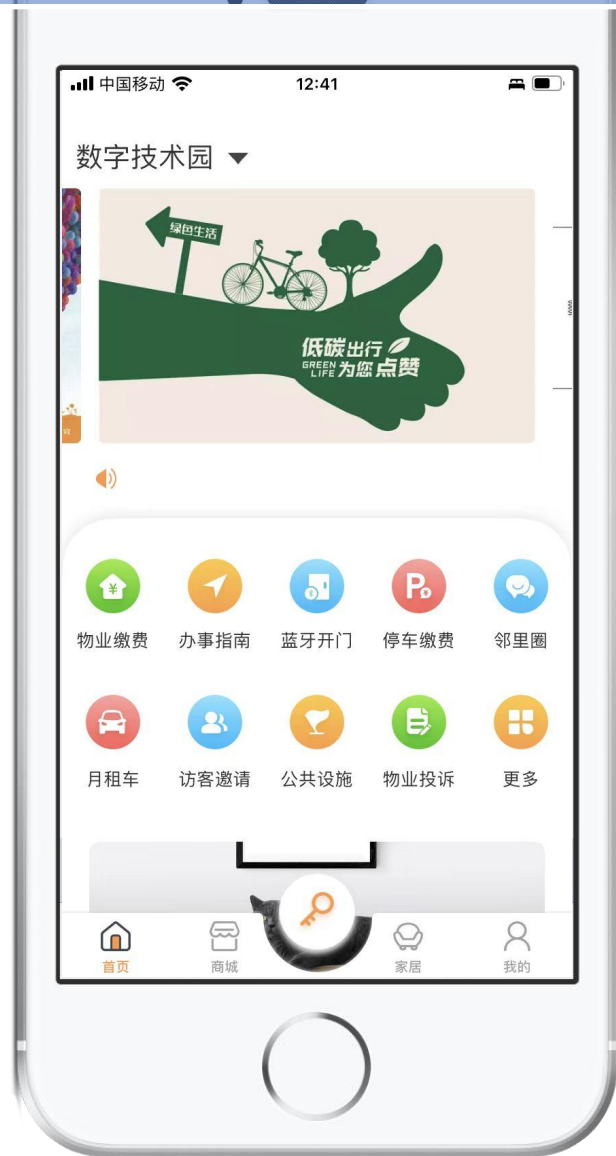 中国移动
12:41
数字技术园
绿色生活
低碳出行
GREEN LIFE 为您点赞
物业缴费 办事指南 蓝牙开门 停车缴费 邻里圈
月租车 访客邀请 公共设施 物业投诉 更多
首页 商城 家居 我的